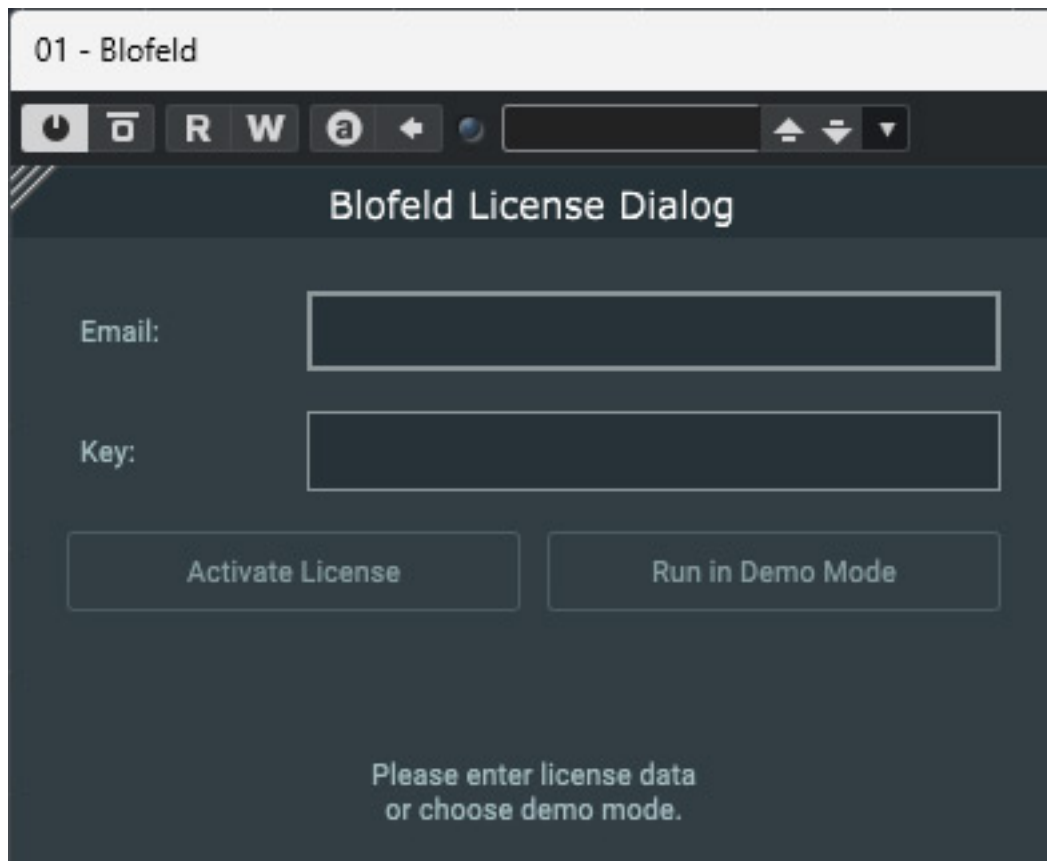 01 - Blofeld
R W a
Blofeld License Dialog
Email:
Key:
Activate License Run in Demo Mode
Please enter license data
or choose demo mode.